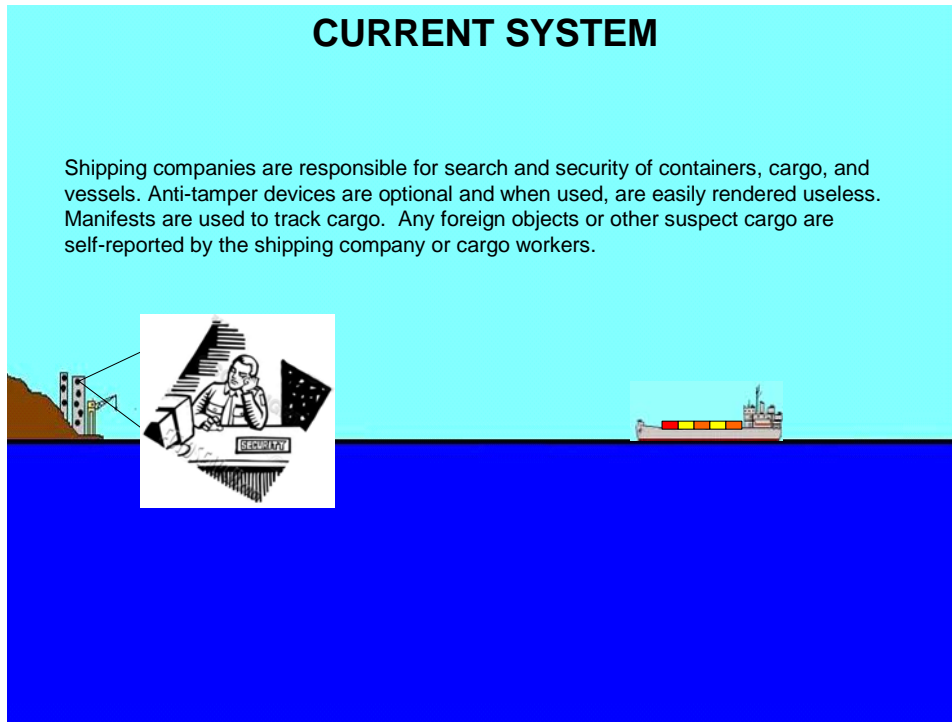 CURRENT SYSTEM
Shipping companies are responsible for search and security of containers, cargo, and
vessels. Anti-tamper devices are optional and when used, are easily rendered useless.
Manifests are used to track cargo.  Any foreign objects or other suspect cargo are
self-reported by the shipping company or cargo workers.
SECURITY